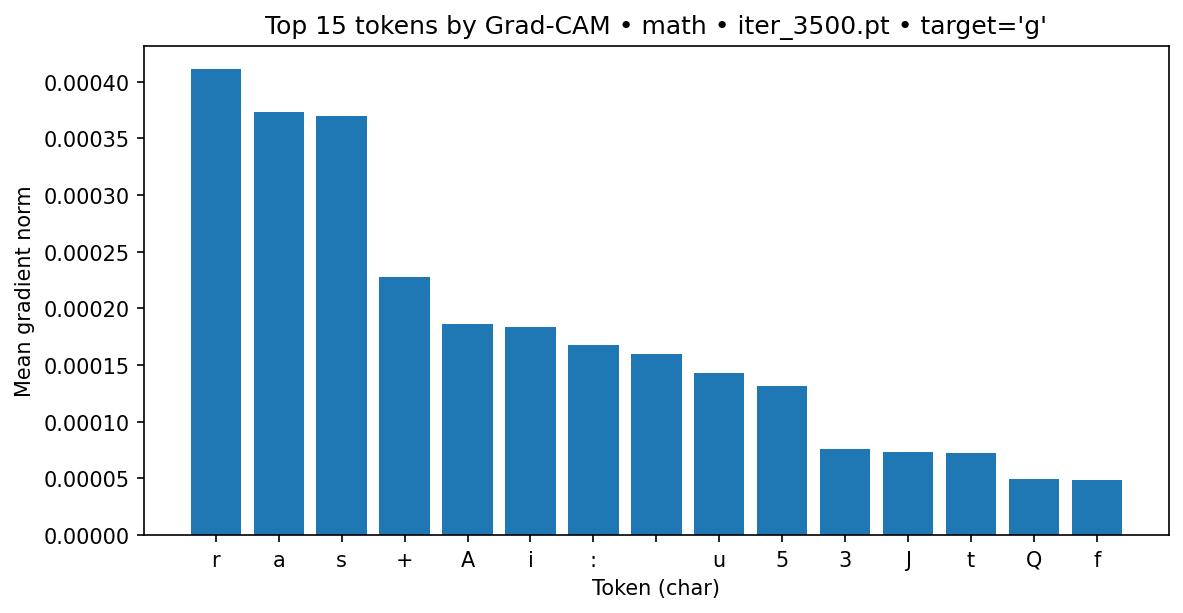 Top 15 tokens by Grad-CAM • math • iter_3500.pt • target='g'
Mean gradient norm
0.00040
0.00035
0.00030
0.00025
0.00020
0.00015
0.00010
0.00005
0.00000
r a s + A i : u 5 3 J t Q f
Token (char)